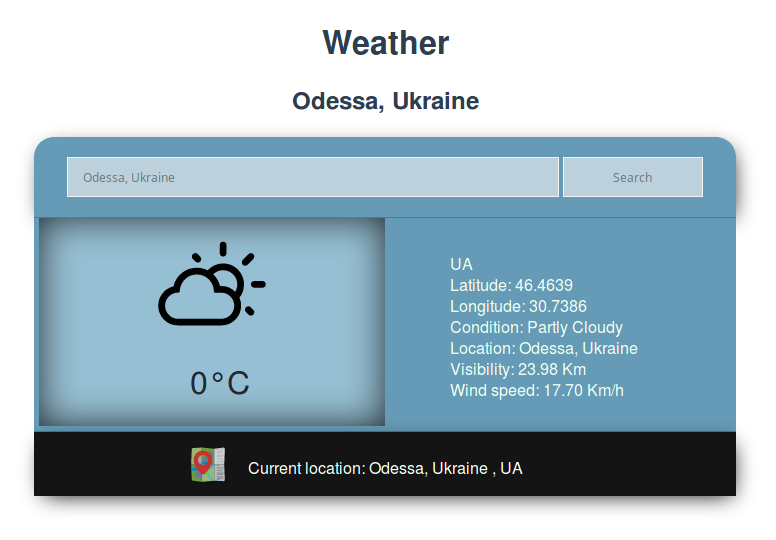 Weather
Odessa, Ukraine
Odessa, Ukraine
Search
0°C
UA
Latitude: 46.4639
Longitude: 30.7386
Condition: Partly Cloudy
Location: Odessa, Ukraine
Visibility: 23.98 Km
Wind speed: 17.70 Km/h
Current location: Odessa, Ukraine , UA